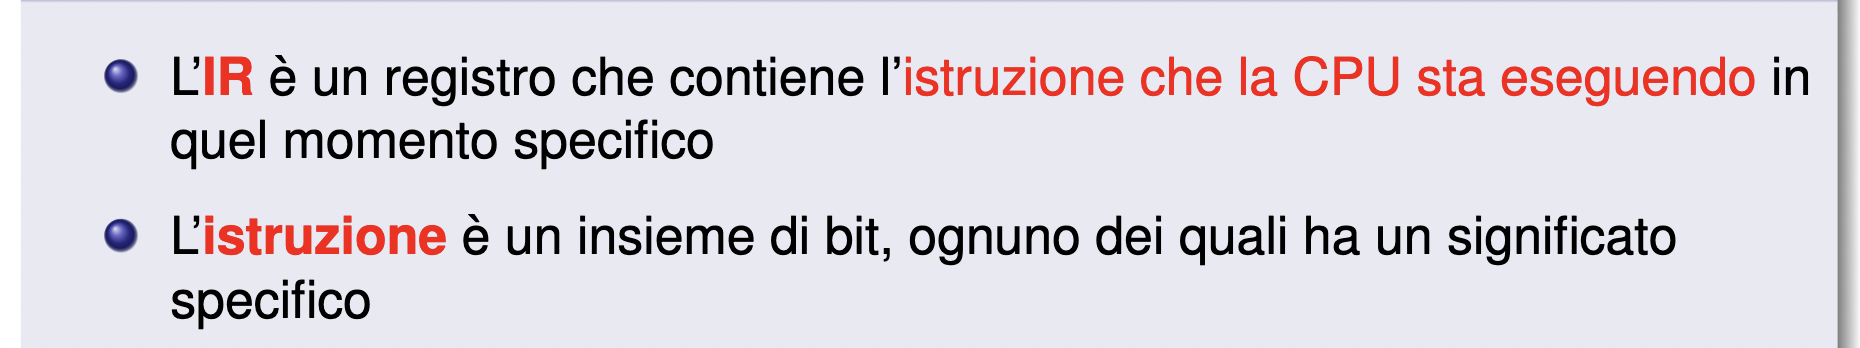 L'IR è un registro che contiene l'istruzione che la CPU sta eseguendo in
quel momento specifico
L'istruzione è un insieme di bit, ognuno dei quali ha un significato
specifico